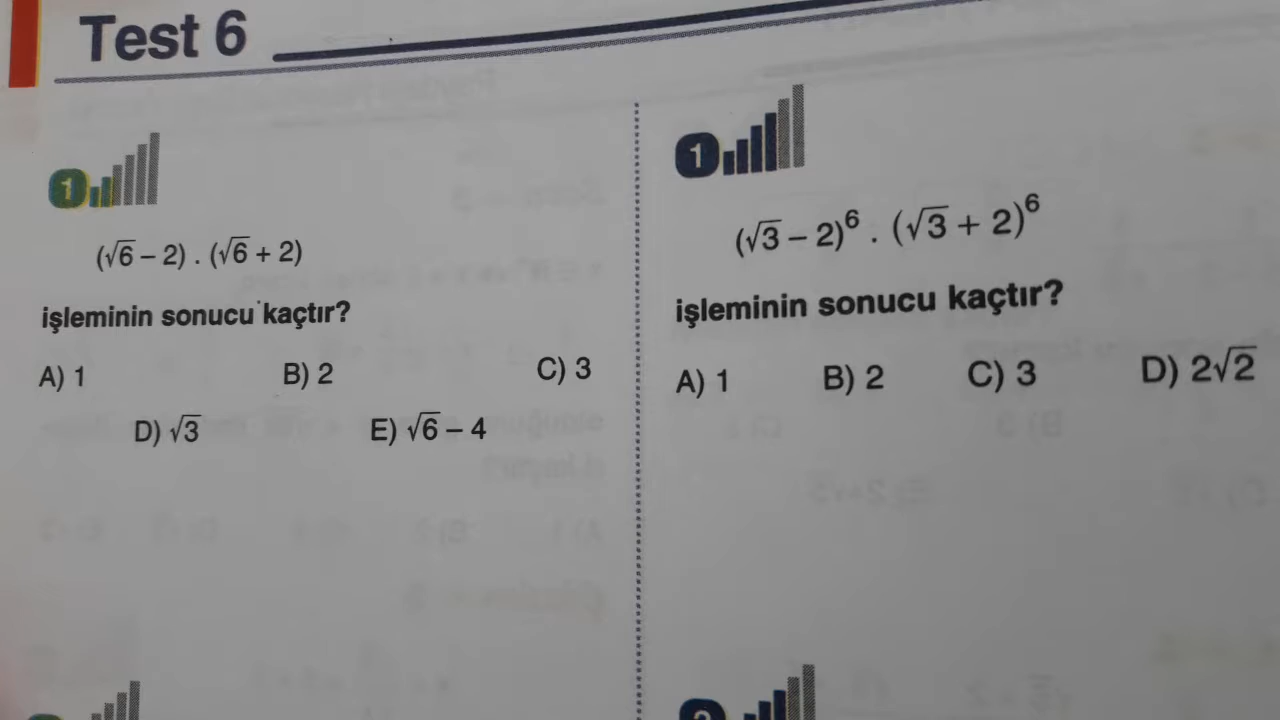 Test 6
1
(√6 – 2) . (√6 + 2)
işleminin sonucu kaçtır?
A) 1 B) 2 C) 3
D) √3 E) √6 – 4
1
(√3 – 2)⁶ . (√3 + 2)⁶
işleminin sonucu kaçtır?
A) 1 B) 2 C) 3 D) 2√2